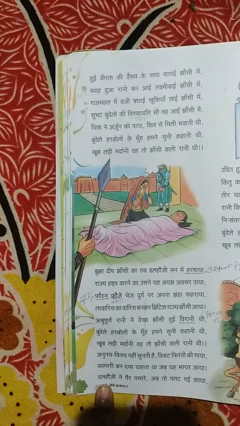 हुई वीरता की वैभव के साथ सगाई झाँसी में,
ब्याह हुआ रानी बन आई लक्ष्मीबाई झाँसी में,
राजमहल में बजी बधाई खुशियाँ छाई झाँसी में,
सुभट बुंदेलों की विरुदावलि सी वह आई झाँसी में,
चित्रा ने अर्जुन को पाया, शिव से मिली भवानी थी,
बुंदेले हरबोलों के मुँह हमने सुनी कहानी थी,
खूब लड़ी मर्दानी वह तो झाँसी वाली रानी थी।।
बुझा दीप झाँसी का तब डलहौजी मन में हरषाया,
राज्य हड़प करने का उसने यह अच्छा अवसर पाया,
फौरन फौजें भेज दुर्ग पर अपना झंडा फहराया,
लावारिस का वारिस बनकर ब्रिटिश राज्य झाँसी आया।
अश्रुपूर्ण रानी ने देखा झाँसी हुई विरानी थी,
बुंदेले हरबोलों के मुँह हमने सुनी कहानी थी,
खूब लड़ी मर्दानी वह तो झाँसी वाली रानी थी।।
अनुनय-विनय नहीं सुनती है, विकट फिरंगी की माया,
व्यापारी बन दया चाहता था जब यह भारत आया।
डलहौजी ने पैर पसारे, अब तो पलट गई काया
उदित हु
किंतु क
तीर चल
रानी वि
बुंदेले ह
खूब लड़